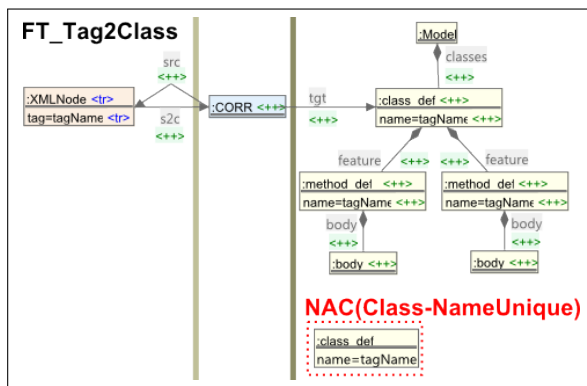 FT_Tag2Class
:Model
classes
<++>
src
<++>
:XMLNode <tr>
tag=tagName <tr>
s2c
<++>
:CORR <++>
tgt
<++>
:class_def <++>
name=tagName <++>
feature
<++>
<++>
feature
:method_def <++>
name=tagName <++>
:method_def <++>
name=tagName <++>
body
<++>
body
<++>
:body <++>
:body <++>
NAC(Class-NameUnique)
:class_def
name=tagName